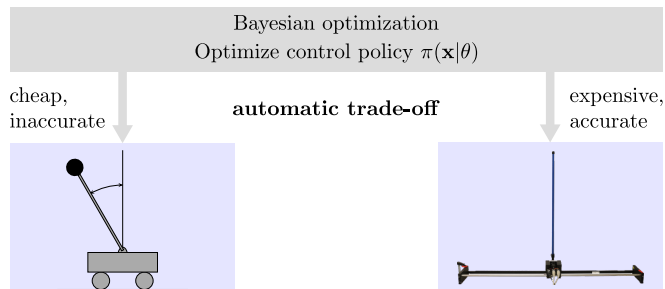 Bayesian optimization
Optimize control policy π(x|θ)
cheap,
inaccurate
automatic trade-off
expensive,
accurate